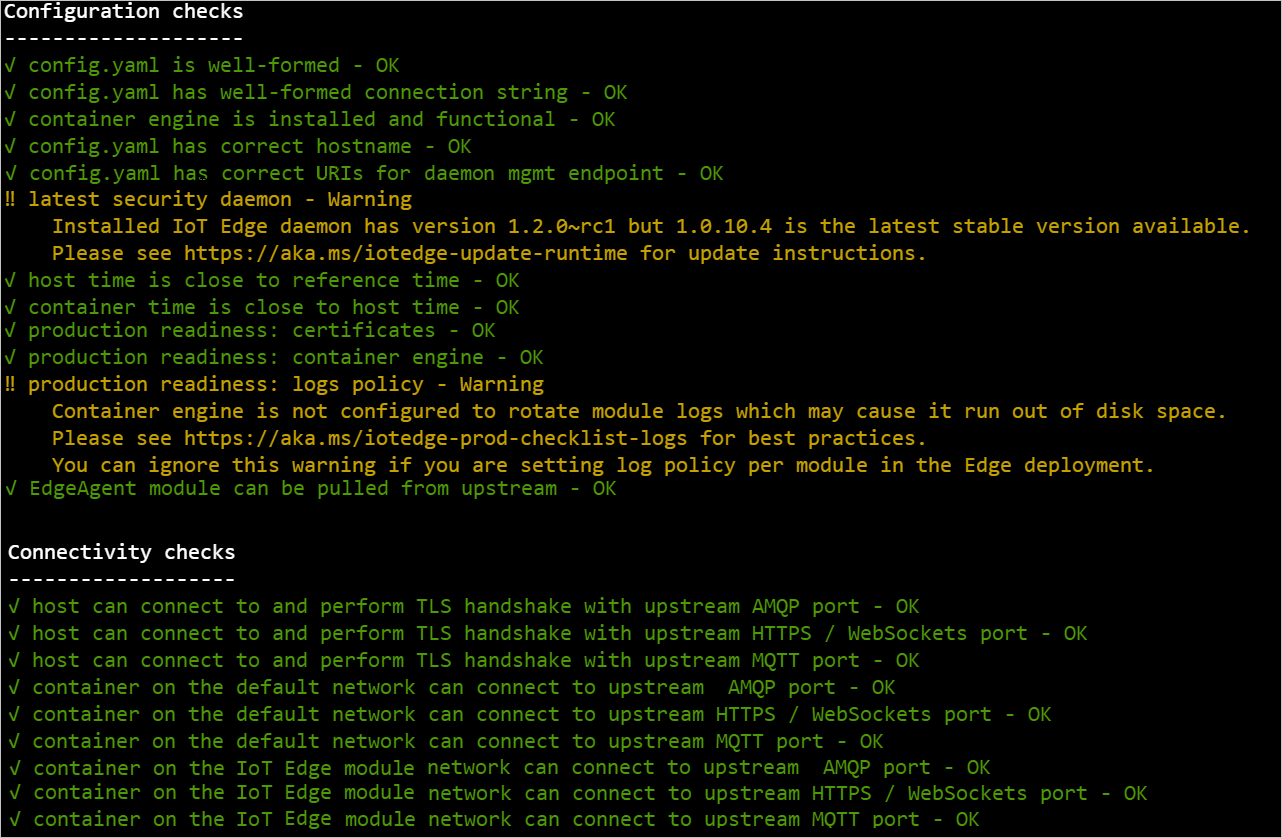 Configuration checks
--------------------
√ config.yaml is well-formed - OK
√ config.yaml has well-formed connection string - OK
√ container engine is installed and functional - OK
√ config.yaml has correct hostname - OK
√ config.yaml has correct URIs for daemon mgmt endpoint - OK
‼ latest security daemon - Warning
    Installed IoT Edge daemon has version 1.2.0~rc1 but 1.0.10.4 is the latest stable version available.
    Please see https://aka.ms/iotedge-update-runtime for update instructions.
√ host time is close to reference time - OK
√ container time is close to host time - OK
√ production readiness: certificates - OK
√ production readiness: container engine - OK
‼ production readiness: logs policy - Warning
    Container engine is not configured to rotate module logs which may cause it run out of disk space.
    Please see https://aka.ms/iotedge-prod-checklist-logs for best practices.
    You can ignore this warning if you are setting log policy per module in the Edge deployment.
√ EdgeAgent module can be pulled from upstream - OK

Connectivity checks
-------------------
√ host can connect to and perform TLS handshake with upstream AMQP port - OK
√ host can connect to and perform TLS handshake with upstream HTTPS / WebSockets port - OK
√ host can connect to and perform TLS handshake with upstream MQTT port - OK
√ container on the default network can connect to upstream  AMQP port - OK
√ container on the default network can connect to upstream HTTPS / WebSockets port - OK
√ container on the default network can connect to upstream MQTT port - OK
√ container on the IoT Edge module network can connect to upstream  AMQP port - OK
√ container on the IoT Edge module network can connect to upstream HTTPS / WebSockets port - OK
√ container on the IoT Edge module network can connect to upstream MQTT port - OK